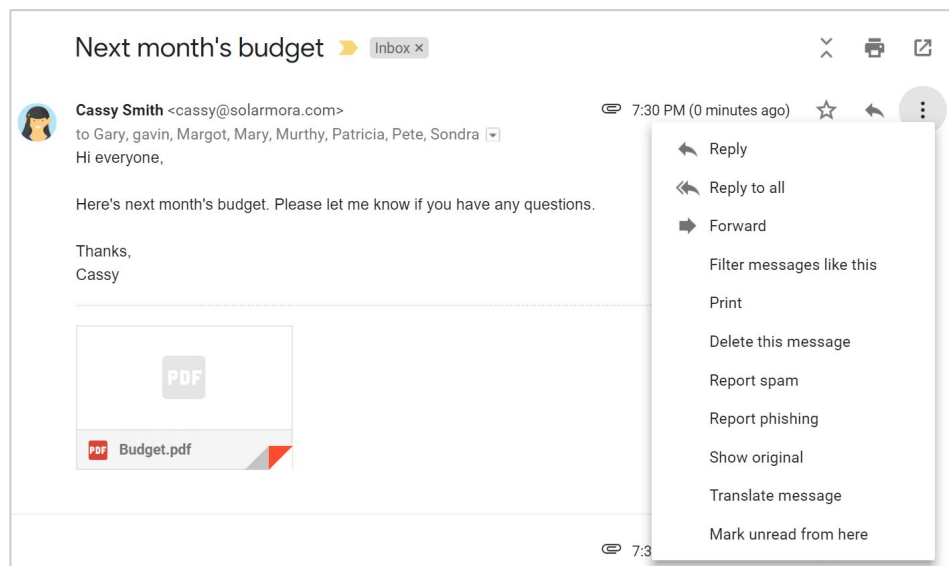 Next month's budget Inbox ×
Cassy Smith <cassy@solarmora.com> 7:30 PM (0 minutes ago)
to Gary, gavin, Margot, Mary, Murthy, Patricia, Pete, Sondra
Hi everyone,
Here's next month's budget. Please let me know if you have any questions.
Thanks,
Cassy
PDF
PDF Budget.pdf
Reply
Reply to all
Forward
Filter messages like this
Print
Delete this message
Report spam
Report phishing
Show original
Translate message
Mark unread from here
7:3